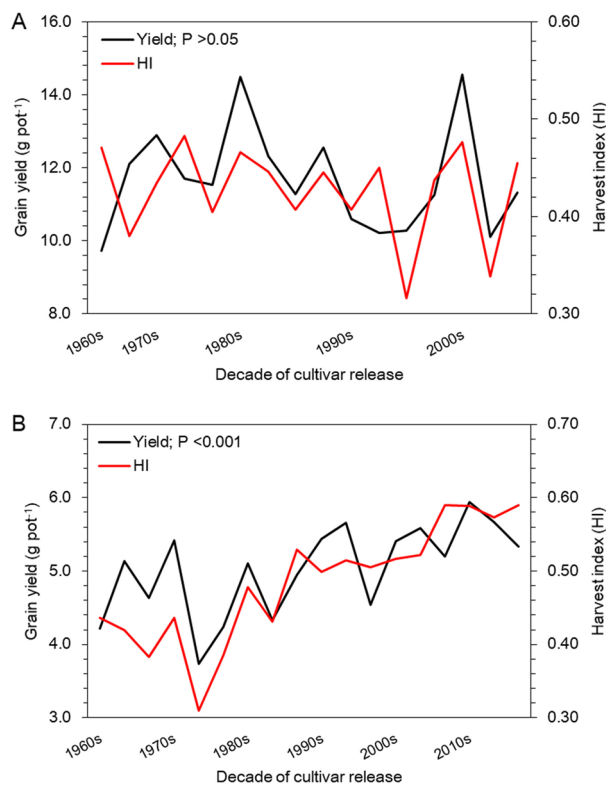 A
16.0
14.0
12.0
10.0
8.0
Grain yield (g pot⁻¹)
Yield; P >0.05
HI
0.60
0.50
0.40
0.30
Harvest index (HI)
1960s
1970s
1980s
1990s
2000s
Decade of cultivar release
B
7.0
6.0
5.0
4.0
3.0
Grain yield (g pot⁻¹)
Yield; P <0.001
HI
0.70
0.60
0.50
0.40
0.30
Harvest index (HI)
1960s
1970s
1980s
1990s
2000s
2010s
Decade of cultivar release